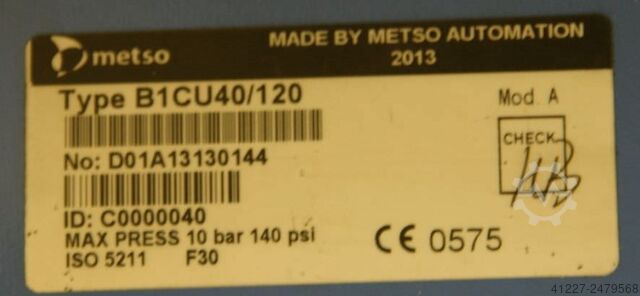 metso
MADE BY METSO AUTOMATION
2013
Type B1CU40/120
Mod. A
CHECK
No: D01A13130144
ID: C0000040
MAX PRESS 10 bar 140 psi
ISO 5211 F30
CE 0575
41227-2479568